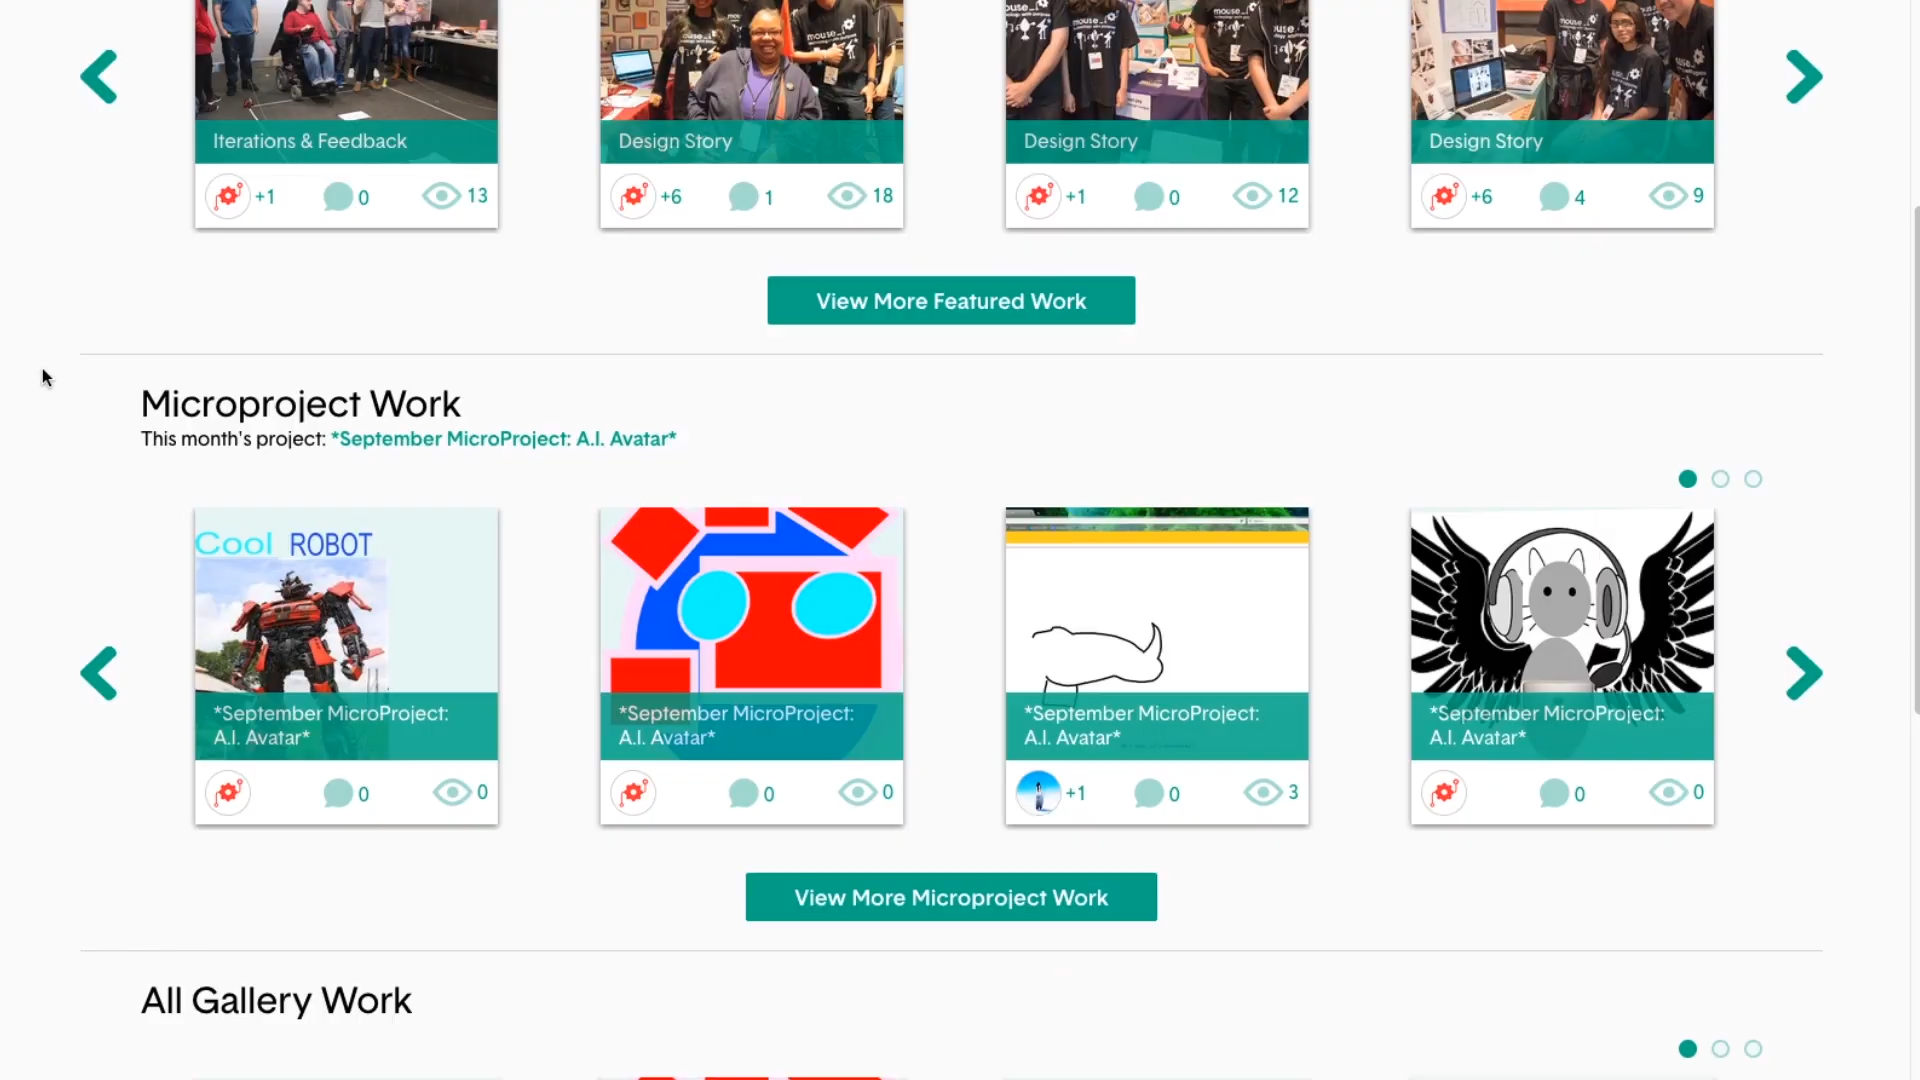 mouse_
mouse_
mouse_
Iterations & Feedback
Design Story
Design Story
Design Story
+1 0 13
+6 1 18
+1 0 12
+6 4 9
View More Featured Work
Microproject Work
This month's project: *September MicroProject: A.I. Avatar*
Cool ROBOT
*September MicroProject:
A.I. Avatar*
*September MicroProject:
A.I. Avatar*
*September MicroProject:
A.I. Avatar*
*September MicroProject:
A.I. Avatar*
0 0
0 0
+1 0 3
0 0
View More Microproject Work
All Gallery Work